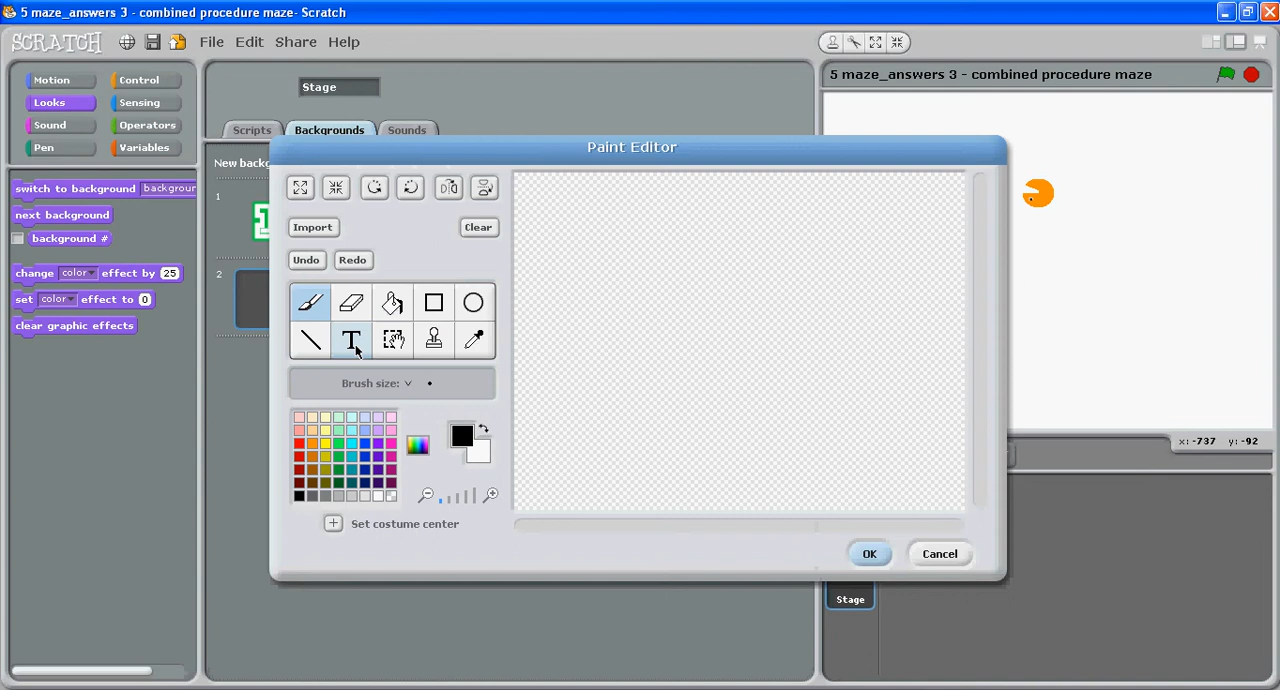 5 maze_answers 3 - combined procedure maze- Scratch
SCRATCH File Edit Share Help
Motion Control
Looks Sensing
Sound Operators
Pen Variables
switch to background backgroun
next background
background #
change color effect by 25
set color effect to 0
clear graphic effects
Stage
Scripts Backgrounds Sounds
New backg
1
2
Paint Editor
Import Clear
Undo Redo
T
Brush size:
Set costume center
OK Cancel
5 maze_answers 3 - combined procedure maze
x: -737 y: -92
Stage